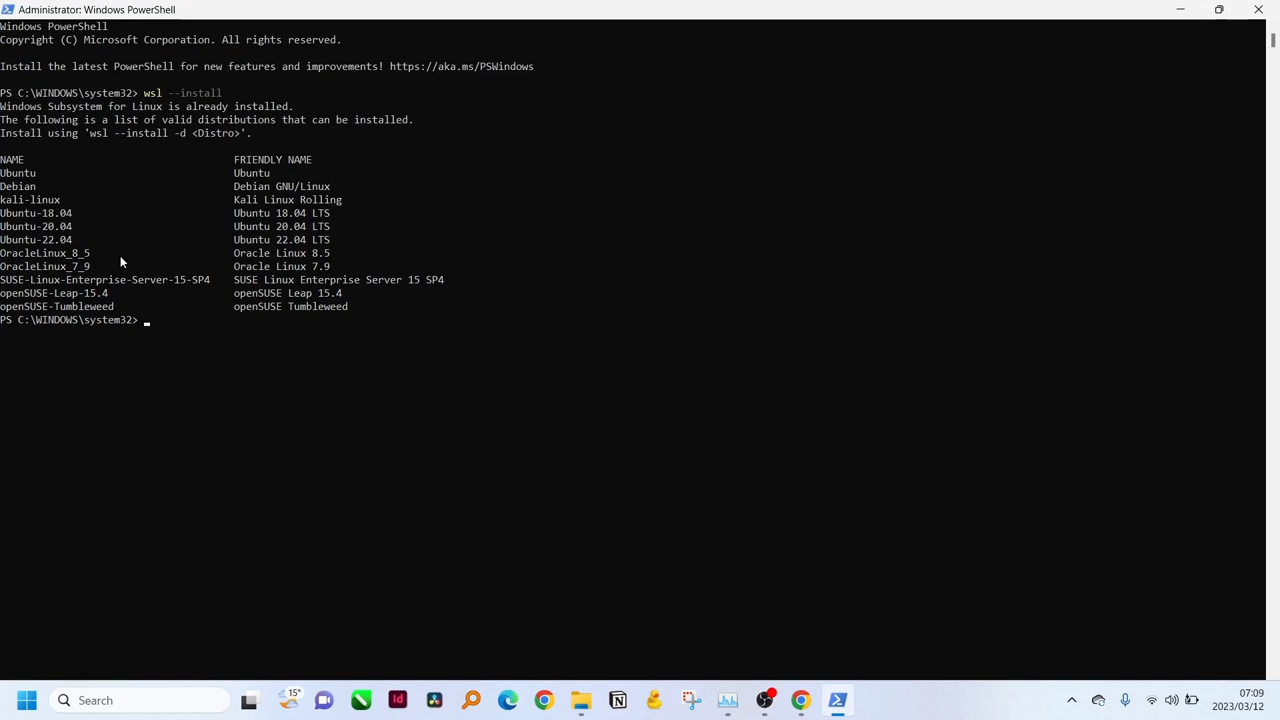 Administrator: Windows PowerShell
Windows PowerShell
Copyright (C) Microsoft Corporation. All rights reserved.
Install the latest PowerShell for new features and improvements! https://aka.ms/PSWindows
PS C:\WINDOWS\system32> wsl --install
Windows Subsystem for Linux is already installed.
The following is a list of valid distributions that can be installed.
Install using 'wsl --install -d <Distro>'.
NAME FRIENDLY NAME
Ubuntu Ubuntu
Debian Debian GNU/Linux
kali-linux Kali Linux Rolling
Ubuntu-18.04 Ubuntu 18.04 LTS
Ubuntu-20.04 Ubuntu 20.04 LTS
Ubuntu-22.04 Ubuntu 22.04 LTS
OracleLinux_8_5 Oracle Linux 8.5
OracleLinux_7_9 Oracle Linux 7.9
SUSE-Linux-Enterprise-Server-15-SP4 SUSE Linux Enterprise Server 15 SP4
openSUSE-Leap-15.4 openSUSE Leap 15.4
openSUSE-Tumbleweed openSUSE Tumbleweed
PS C:\WINDOWS\system32>
Search
15°
Id
07:09
2023/03/12